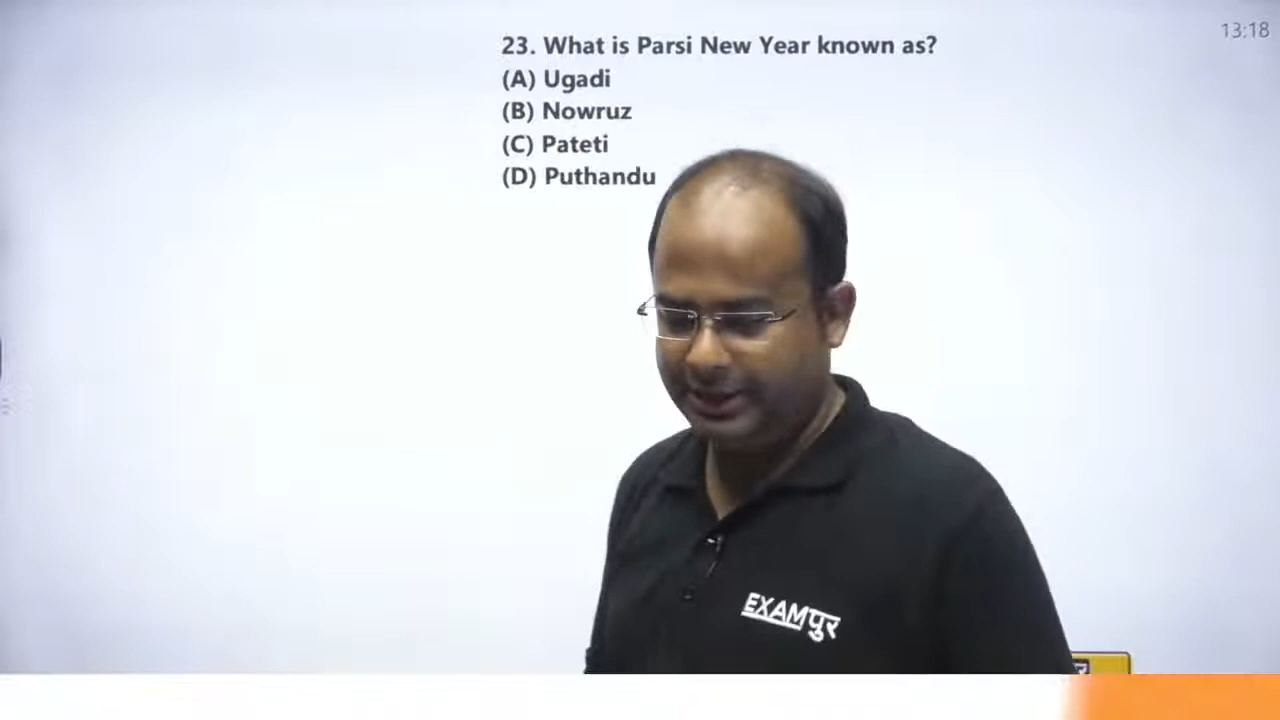 13:18
23. What is Parsi New Year known as?
(A) Ugadi
(B) Nowruz
(C) Pateti
(D) Puthandu
EXAMपुर